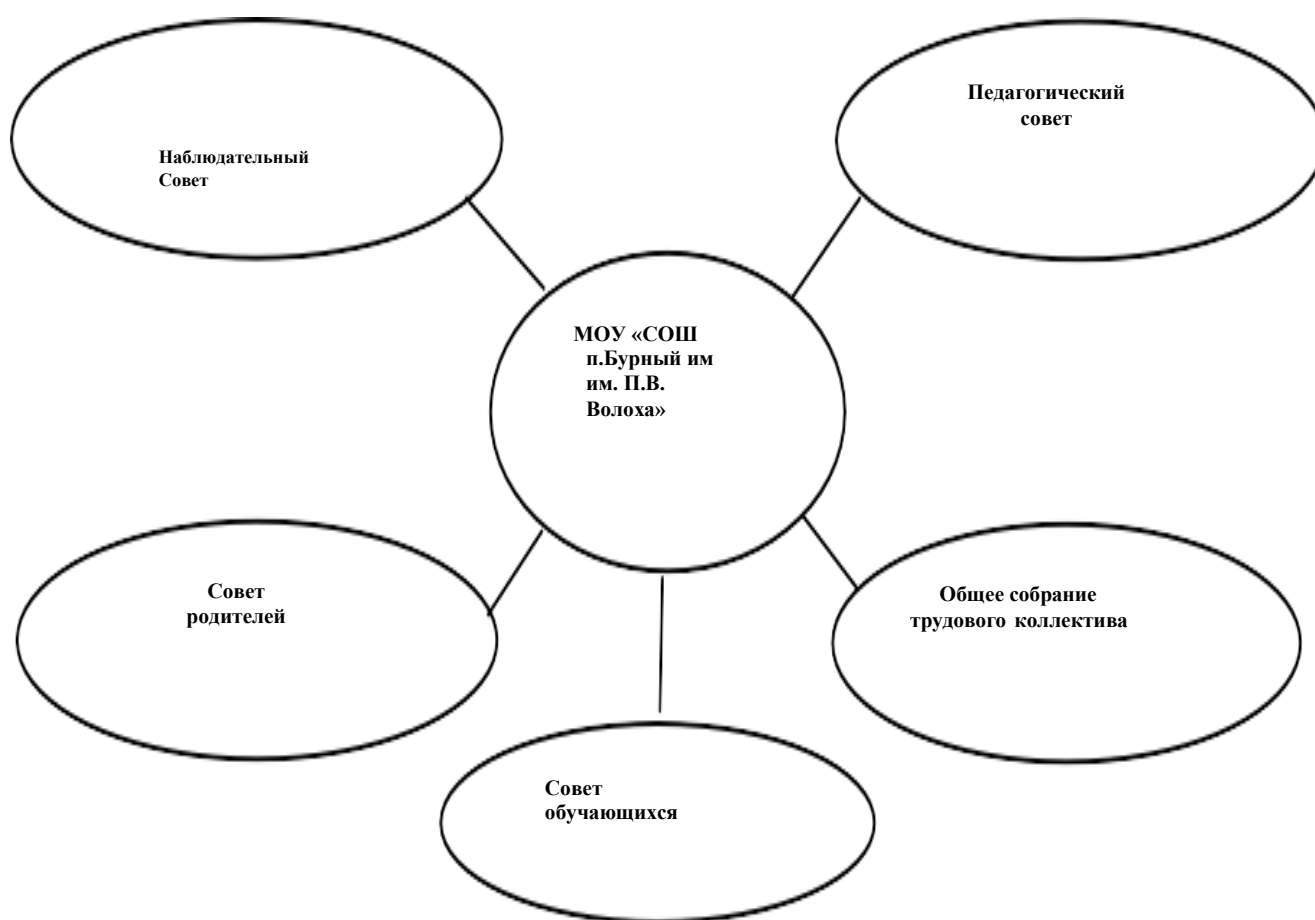 Педагогический
совет
Наблюдательный
Совет
МОУ «СОШ
п.Бурный им
им. П.В.
Волоха»
Совет
родителей
Общее собрание
трудового коллектива
Совет
обучающихся